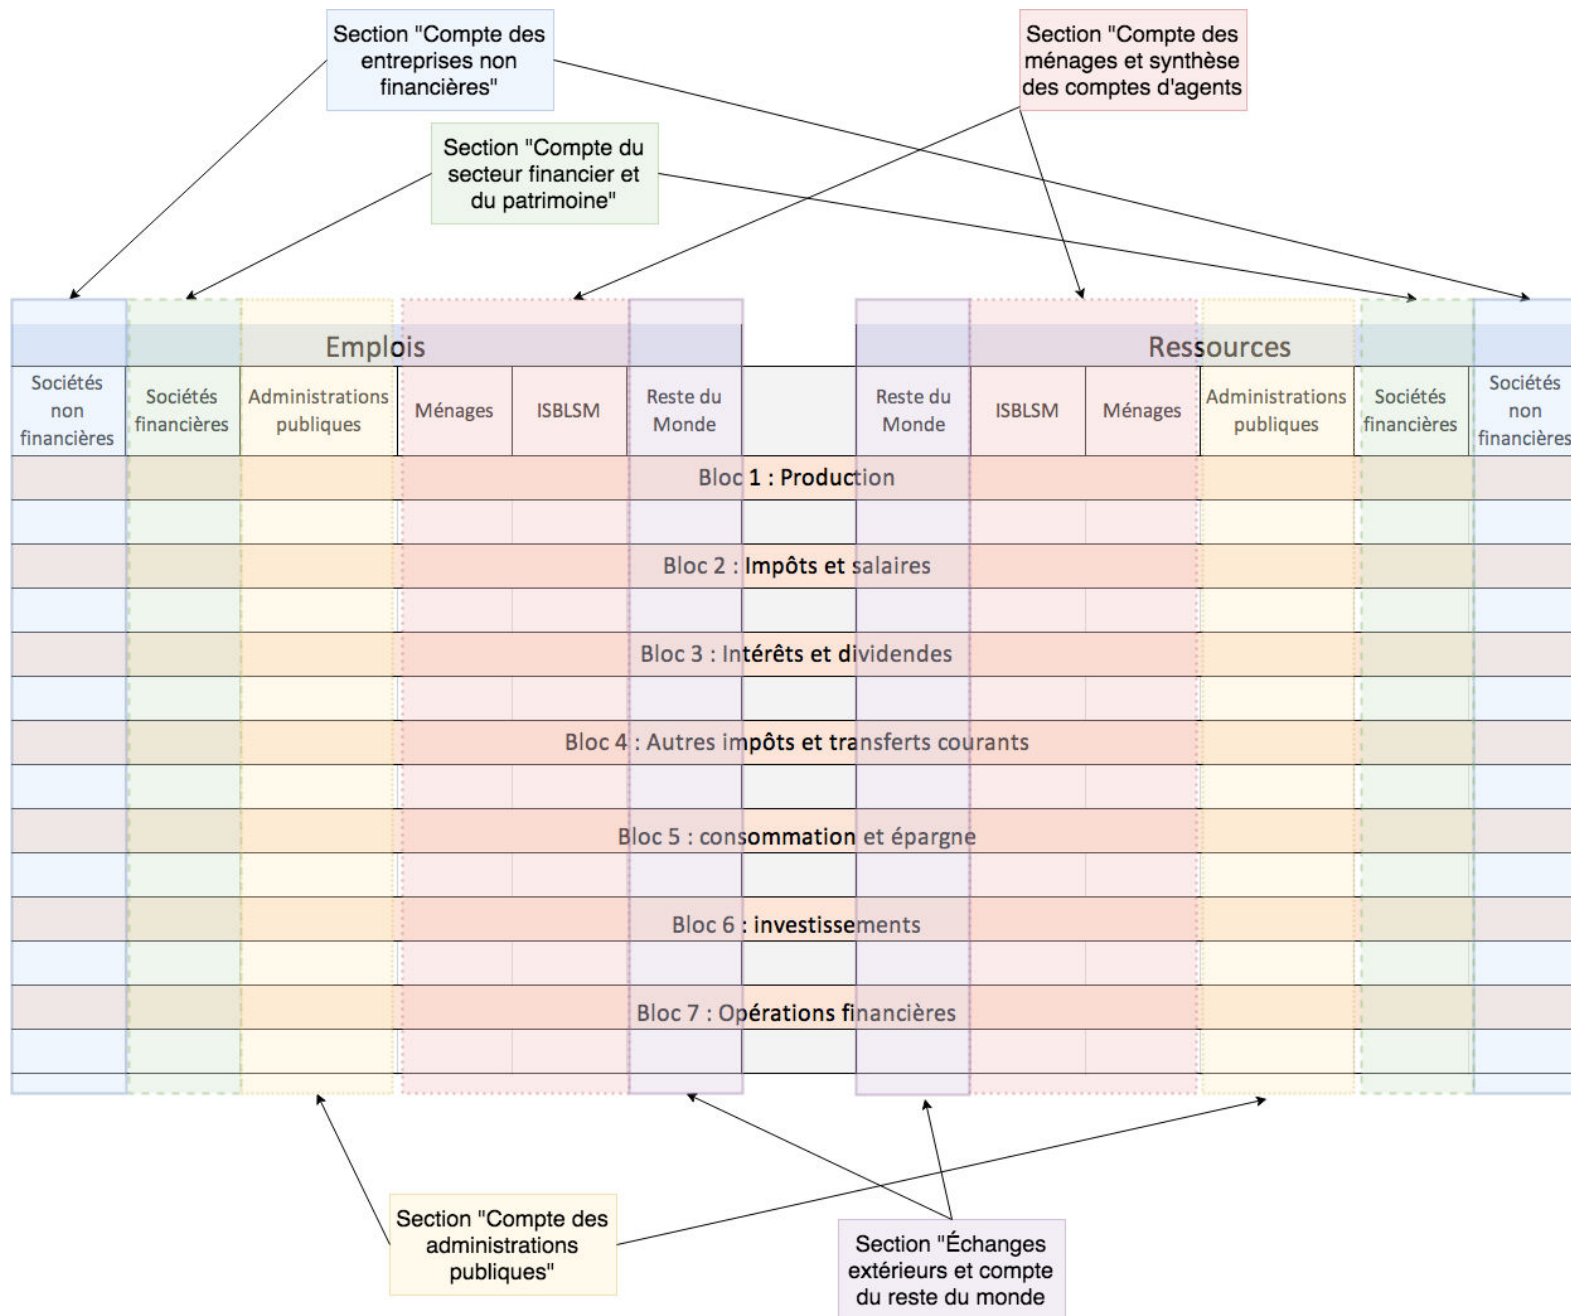 Section "Compte des
entreprises non
financières"
Section "Compte des
ménages et synthèse
des comptes d'agents
Section "Compte du
secteur financier et
du patrimoine"
Emplois
Ressources
Sociétés
non
financières
Sociétés
financières
Administrations
publiques
Ménages
ISBLSM
Reste du
Monde
Reste du
Monde
ISBLSM
Ménages
Administrations
publiques
Sociétés
financières
Sociétés
non
financières
Bloc 1 : Production
Bloc 2 : Impôts et salaires
Bloc 3 : Intérêts et dividendes
Bloc 4 : Autres impôts et transferts courants
Bloc 5 : consommation et épargne
Bloc 6 : investissements
Bloc 7 : Opérations financières
Section "Compte des
administrations
publiques"
Section "Échanges
extérieurs et compte
du reste du monde